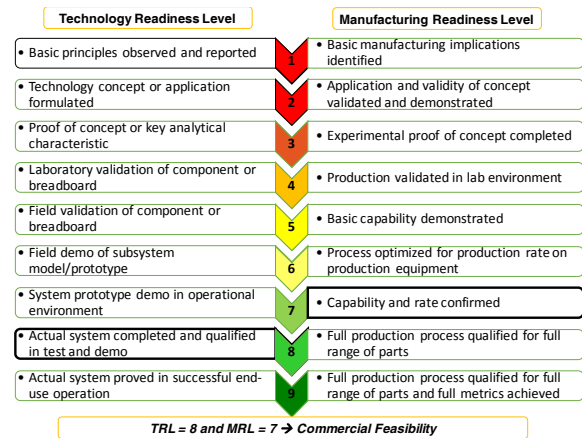 Technology Readiness Level
Manufacturing Readiness Level
• Basic principles observed and reported
1
• Basic manufacturing implications
identified
• Technology concept or application
formulated
2
• Application and validity of concept
validated and demonstrated
• Proof of concept or key analytical
characteristic
3
• Experimental proof of concept completed
• Laboratory validation of component or
breadboard
4
• Production validated in lab environment
• Field validation of component or
breadboard
5
• Basic capability demonstrated
• Field demo of subsystem
model/prototype
6
• Process optimized for production rate on
production equipment
• System prototype demo in operational
environment
7
• Capability and rate confirmed
• Actual system completed and qualified
in test and demo
8
• Full production process qualified for full
range of parts
• Actual system proved in successful end-
use operation
9
• Full production process qualified for full
range of parts and full metrics achieved
TRL = 8 and MRL = 7 → Commercial Feasibility